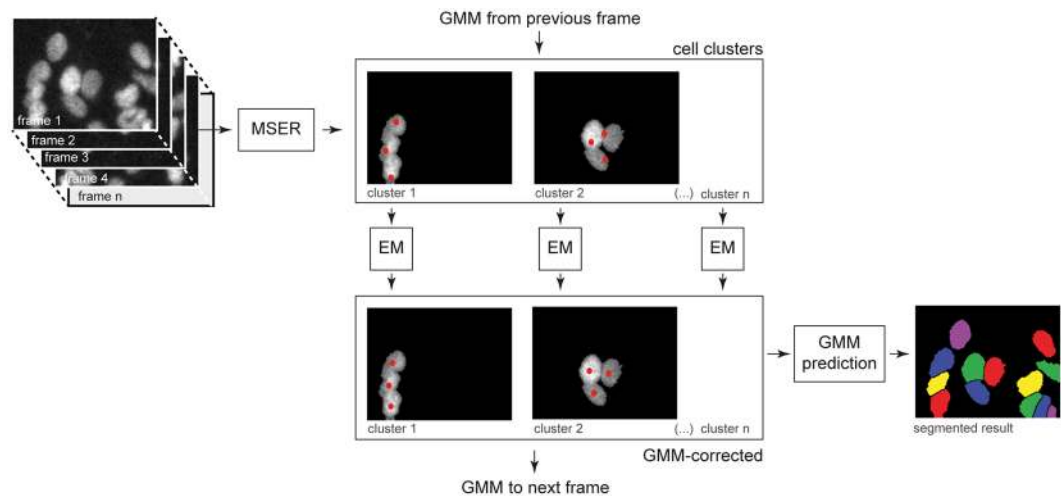 GMM from previous frame
cell clusters
frame 1
frame 2
frame 3
frame 4
frame n
MSER
cluster 1
cluster 2
(...) cluster n
EM
EM
EM
GMM
prediction
cluster 1
cluster 2
(...) cluster n
segmented result
GMM-corrected
GMM to next frame